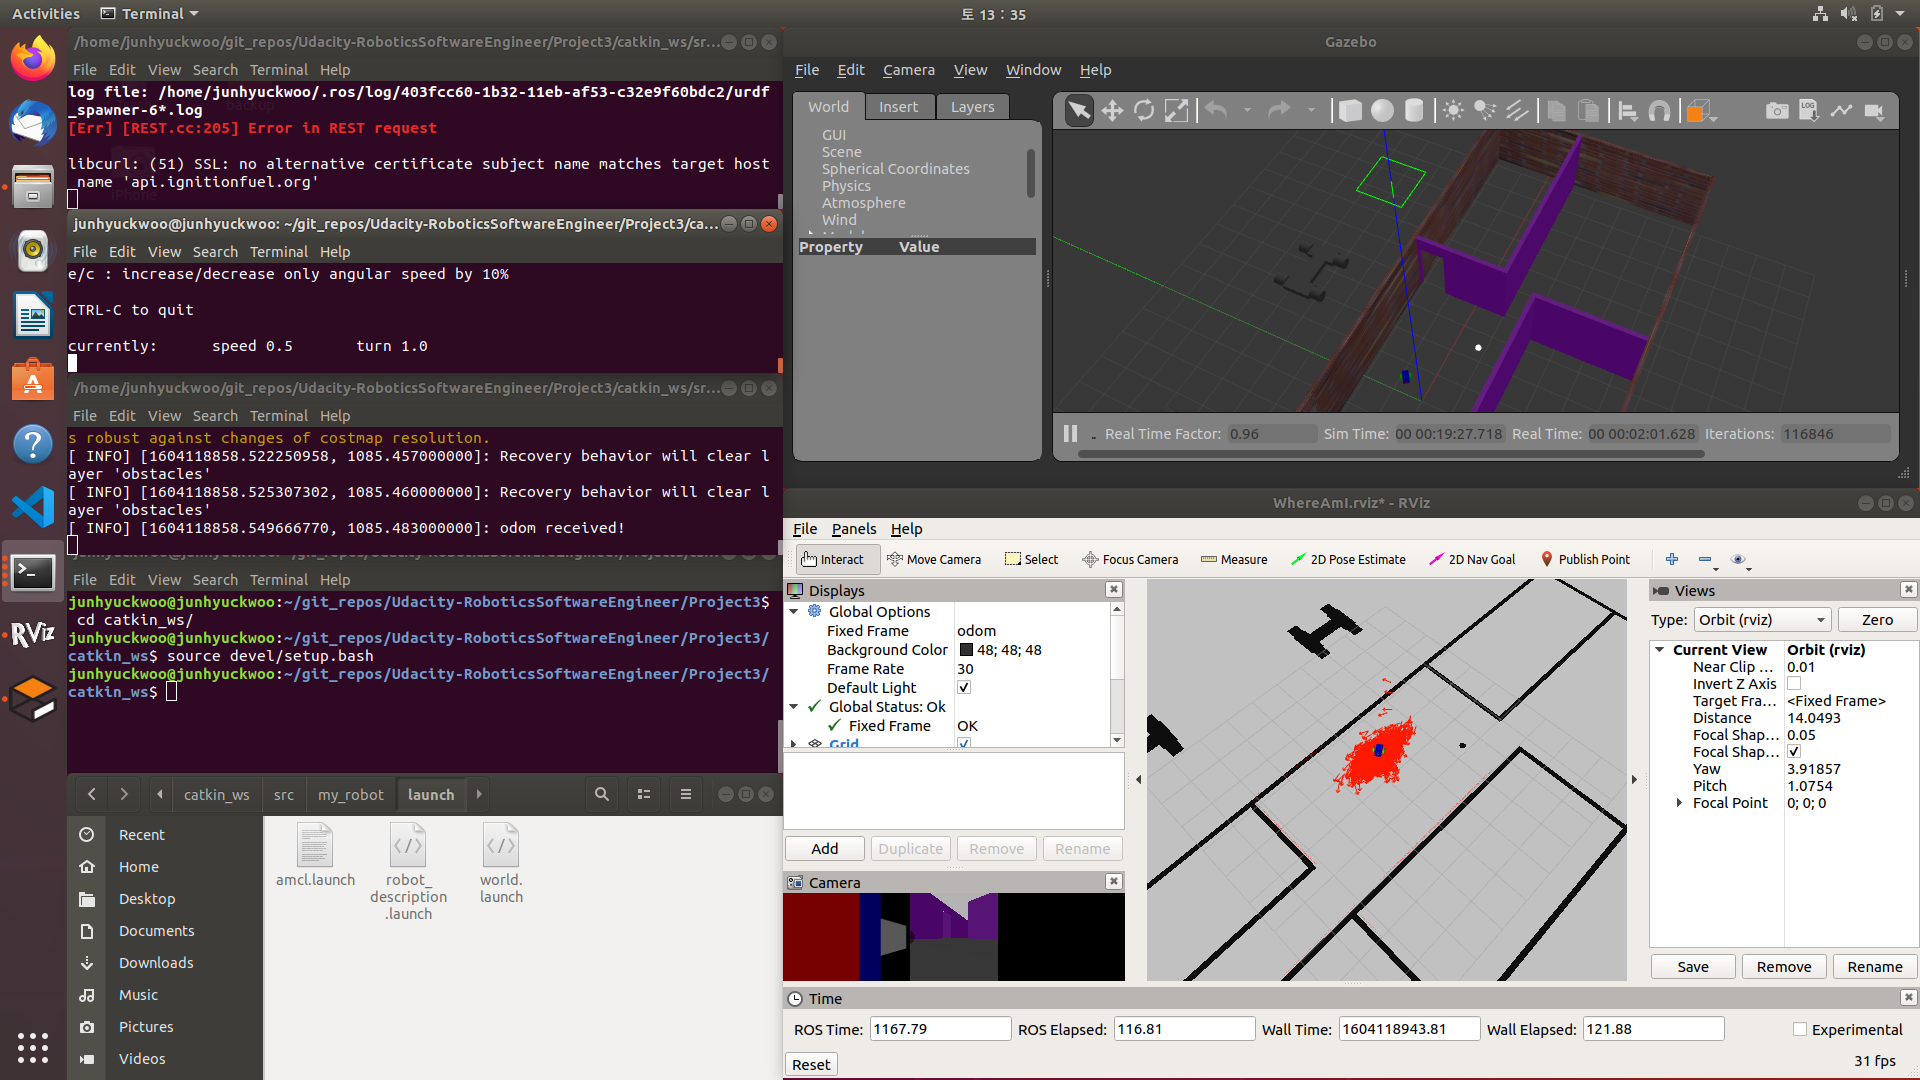 Activities
Terminal
토 13 : 35
/home/junhyuckwoo/git_repos/Udacity-RoboticsSoftwareEngineer/Project3/catkin_ws/sr...
File Edit View Search Terminal Help
log file: /home/junhyuckwoo/.ros/log/403fcc60-1b32-11eb-af53-c32e9f60bdc2/urdf
_spawner-6*.log
[Err] [REST.cc:205] Error in REST request
libcurl: (51) SSL: no alternative certificate subject name matches target host
name 'api.ignitionfuel.org'
junhyuckwoo@junhyuckwoo: ~/git_repos/Udacity-RoboticsSoftwareEngineer/Project3/ca...
File Edit View Search Terminal Help
e/c : increase/decrease only angular speed by 10%
CTRL-C to quit
currently: speed 0.5 turn 1.0
/home/junhyuckwoo/git_repos/Udacity-RoboticsSoftwareEngineer/Project3/catkin_ws/sr...
File Edit View Search Terminal Help
s robust against changes of costmap resolution.
[ INFO] [1604118858.522250958, 1085.457000000]: Recovery behavior will clear l
ayer 'obstacles'
[ INFO] [1604118858.525307302, 1085.460000000]: Recovery behavior will clear l
ayer 'obstacles'
[ INFO] [1604118858.549666770, 1085.483000000]: odom received!
File Edit View Search Terminal Help
junhyuckwoo@junhyuckwoo:~/git_repos/Udacity-RoboticsSoftwareEngineer/Project3$
cd catkin_ws/
junhyuckwoo@junhyuckwoo:~/git_repos/Udacity-RoboticsSoftwareEngineer/Project3/
catkin_ws$ source devel/setup.bash
junhyuckwoo@junhyuckwoo:~/git_repos/Udacity-RoboticsSoftwareEngineer/Project3/
catkin_ws$
RViz
catkin_ws src my_robot launch
Recent
Home
Desktop
Documents
Downloads
Music
Pictures
Videos
amcl.launch
robot_
description
.launch
world.
launch
Gazebo
File Edit Camera View Window Help
World Insert Layers
GUI
Scene
Spherical Coordinates
Physics
Atmosphere
Wind
Property Value
LOG
Real Time Factor: 0.96 Sim Time: 00 00:19:27.718 Real Time: 00 00:02:01.628 Iterations: 116846
WhereAmI.rviz* - RViz
File Panels Help
Interact Move Camera Select Focus Camera Measure 2D Pose Estimate 2D Nav Goal Publish Point
Displays
Global Options
Fixed Frame odom
Background Color 48; 48; 48
Frame Rate 30
Default Light
Global Status: Ok
Fixed Frame OK
Grid
Add Duplicate Remove Rename
Camera
Views
Type: Orbit (rviz) Zero
Current View Orbit (rviz)
Near Clip ... 0.01
Invert Z Axis
Target Fra... <Fixed Frame>
Distance 14.0493
Focal Shap... 0.05
Focal Shap...
Yaw 3.91857
Pitch 1.0754
Focal Point 0; 0; 0
Save Remove Rename
Time
ROS Time: 1167.79 ROS Elapsed: 116.81 Wall Time: 1604118943.81 Wall Elapsed: 121.88 Experimental
Reset
31 fps